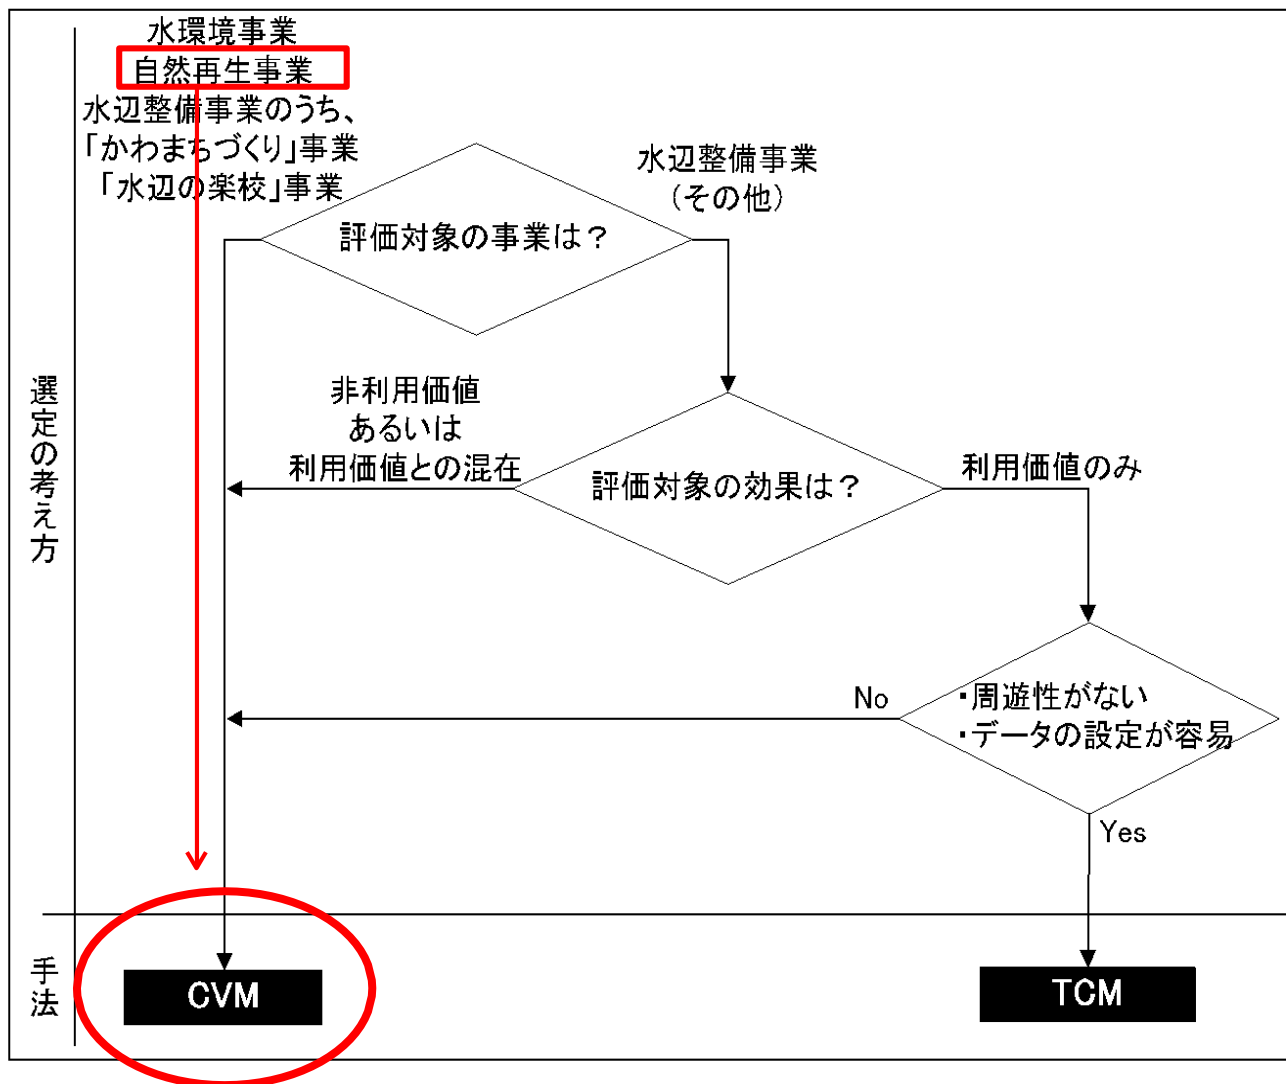 水環境事業
自然再生事業
水辺整備事業のうち、
「かわまちづくり」事業
「水辺の楽校」事業
水辺整備事業
(その他)
評価対象の事業は？
選定の考え方
非利用価値
あるいは
利用価値との混在
評価対象の効果は？
利用価値のみ
No
・周遊性がない
・データの設定が容易
Yes
手法
CVM
TCM